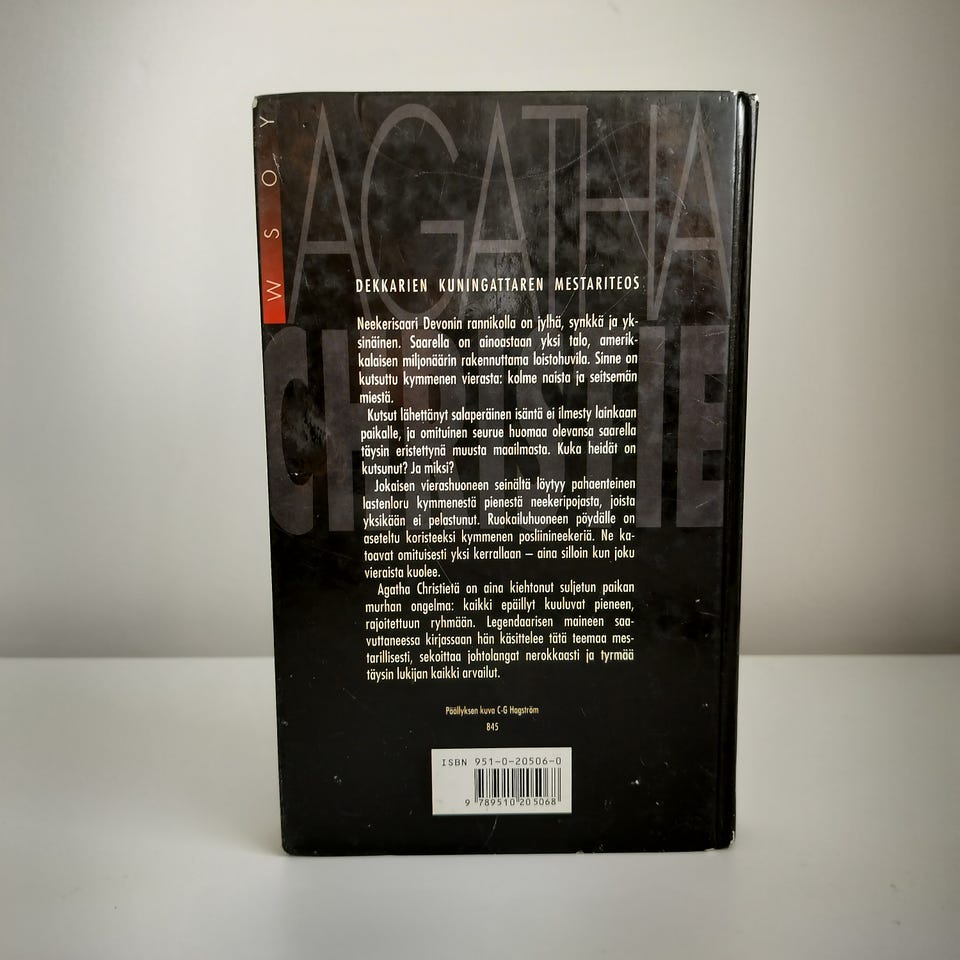 WSOY
AGATHA
CHRISTIE
DEKKARIEN KUNINGATTAREN MESTARITEOS
Neekerisaari Devonin rannikolla on jylhä, synkkä ja yk-
sinäinen. Saarella on ainoastaan yksi talo, amerik-
kalaisen miljonäärin rakennuttama loistohuvila. Sinne on
kutsuttu kymmenen vierasta: kolme naista ja seitsemän
miestä.
Kutsut lähettänyt salaperäinen isäntä ei ilmesty lainkaan
paikalle, ja omituinen seurue huomaa olevansa saarella
täysin eristettynä muusta maailmasta. Kuka heidät on
kutsunut? Ja miksi?
Jokaisen vierashuoneen seinältä löytyy pahaenteinen
lastenloru kymmenestä pienestä neekeripojasta, joista
yksikään ei pelastunut. Ruokailuhuoneen pöydälle on
aseteltu koristeeksi kymmenen posliinineekeriä. Ne ka-
toavat omituisesti yksi kerrallaan – aina silloin kun joku
vieraista kuolee.
Agatha Christietä on aina kiehtonut suljetun paikan
murhan ongelma: kaikki epäillyt kuuluvat pieneen,
rajoitettuun ryhmään. Legendaarisen maineen saa-
vuttaneessa kirjassaan hän käsittelee tätä teemaa mes-
tarillisesti, sekoittaa johtolangat nerokkaasti ja tyrmää
täysin lukijan kaikki arvailut.
Päällyksen kuva C-G Hagström
845
ISBN 951-0-20506-0
9 789510 205068